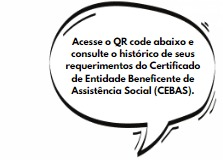 Acesse o QR code abaixo e
consulte o histórico de seus
requerimentos do Certificado
de Entidade Beneficente de
Assistência Social (CEBAS).